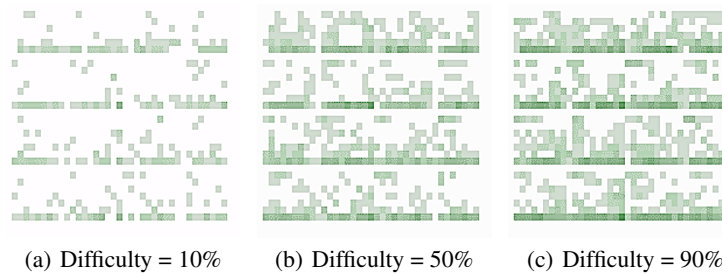 (a) Difficulty = 10%
(b) Difficulty = 50%
(c) Difficulty = 90%